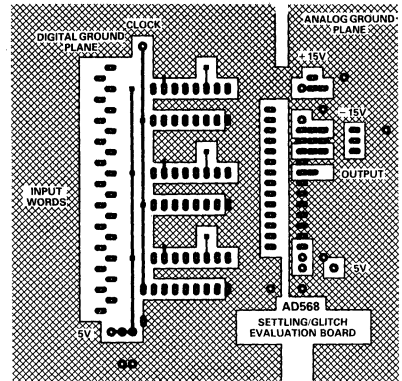 CLOCK
DIGITAL GROUND
PLANE
ANALOG GROUND
PLANE
+15V
-15V
INPUT
WORDS
OUTPUT
5V
5V
AD568
SETTLING/GLITCH
EVALUATION BOARD